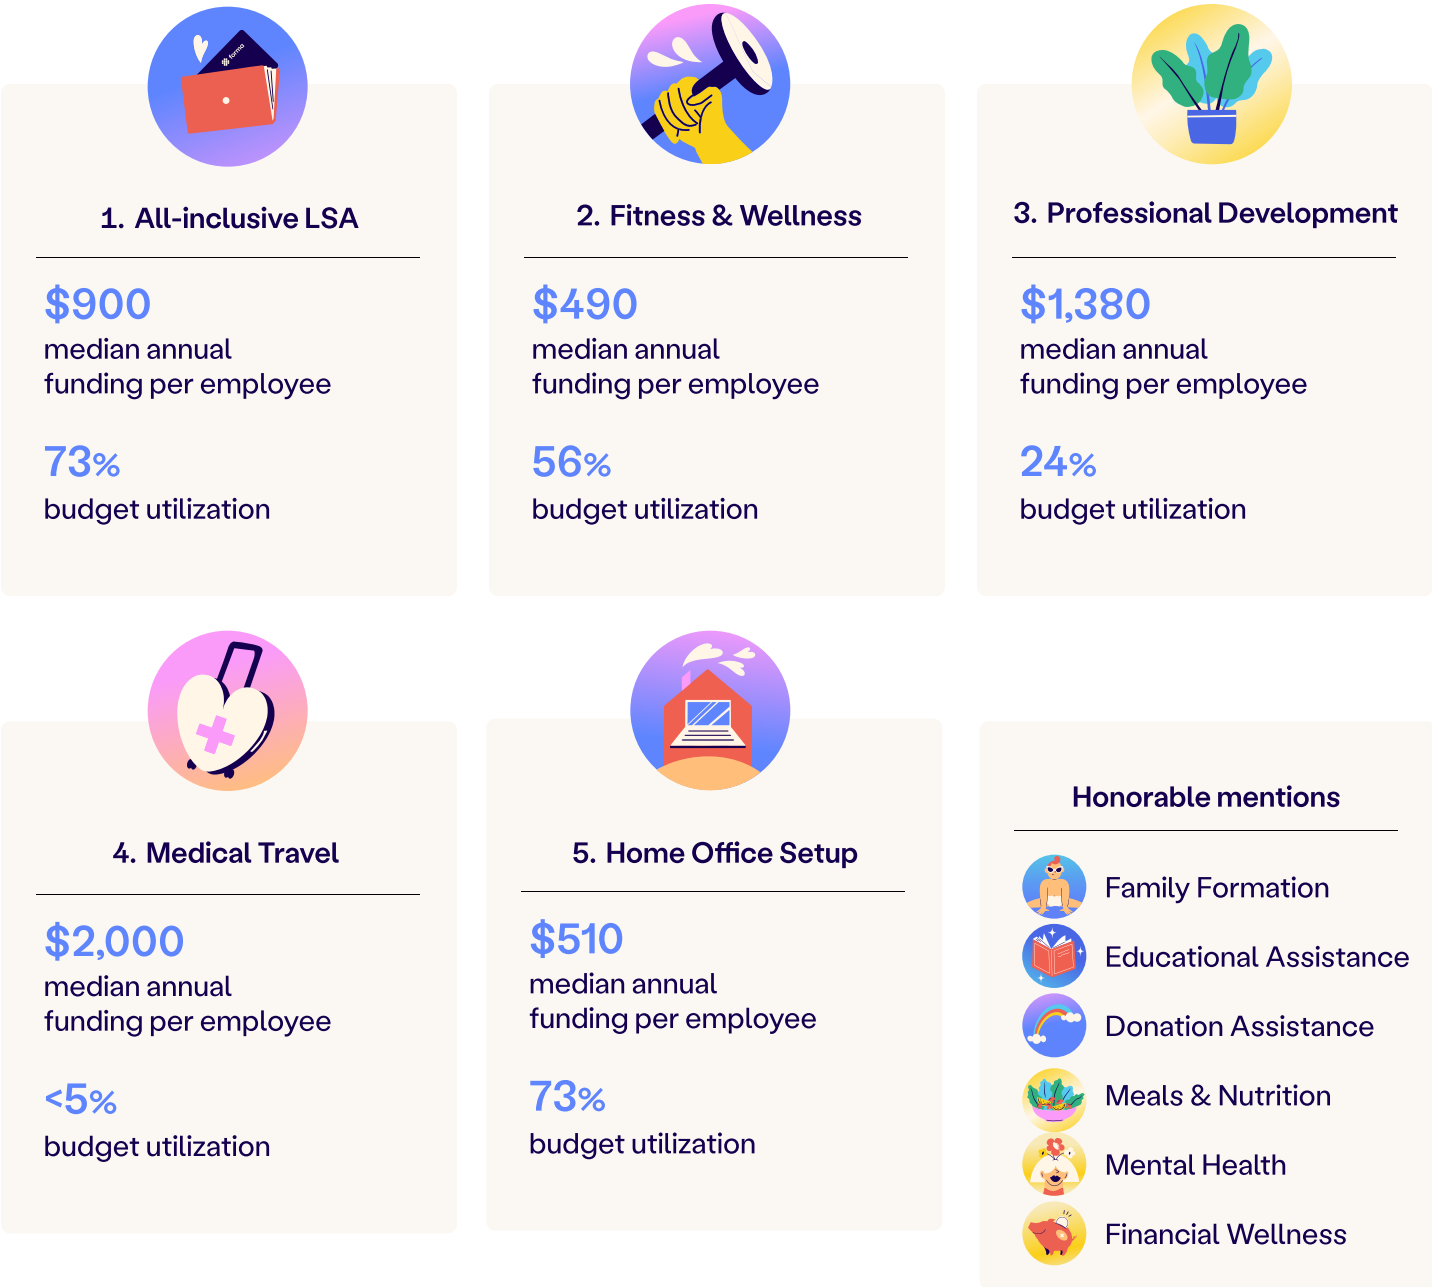 forma
1. All-inclusive LSA
$900
median annual
funding per employee
73%
budget utilization
2. Fitness & Wellness
$490
median annual
funding per employee
56%
budget utilization
3. Professional Development
$1,380
median annual
funding per employee
24%
budget utilization
4. Medical Travel
$2,000
median annual
funding per employee
<5%
budget utilization
5. Home Office Setup
$510
median annual
funding per employee
73%
budget utilization
Honorable mentions
Family Formation
Educational Assistance
Donation Assistance
Meals & Nutrition
Mental Health
Financial Wellness